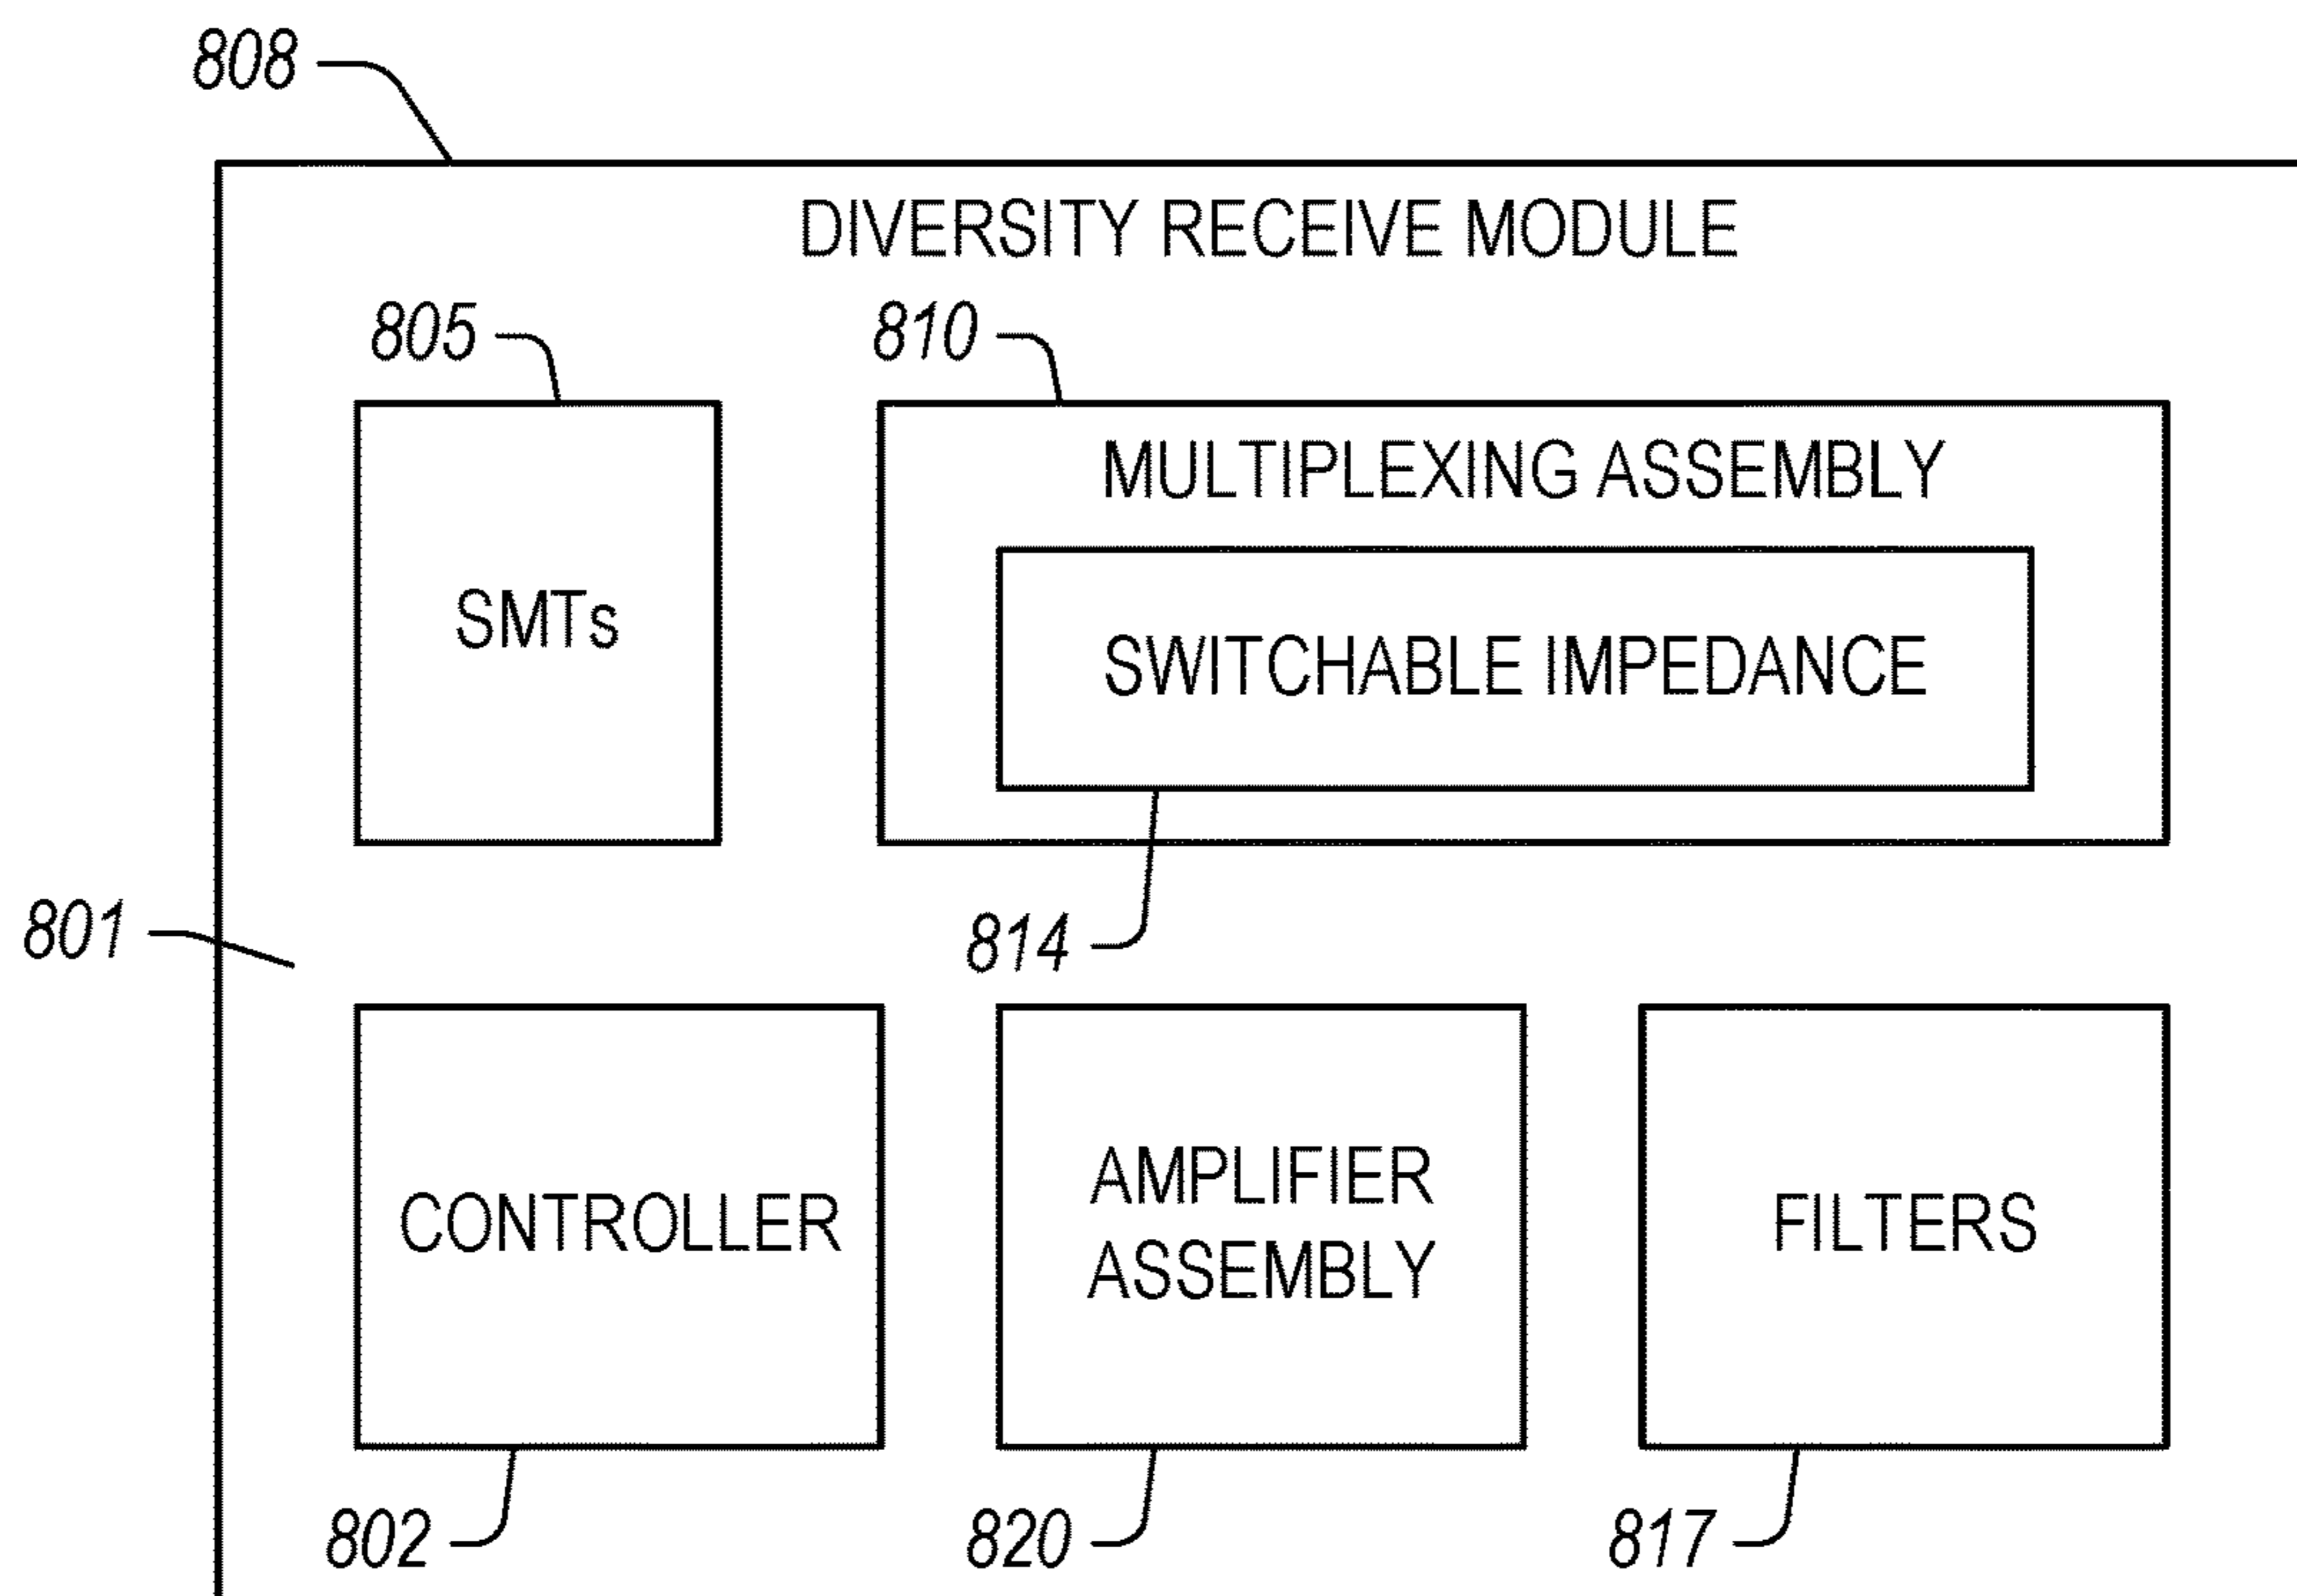 808
DIVERSITY RECEIVE MODULE
805
810
MULTIPLEXING ASSEMBLY
SMTs
SWITCHABLE IMPEDANCE
801
814
CONTROLLER
AMPLIFIER
ASSEMBLY
FILTERS
802
820
817